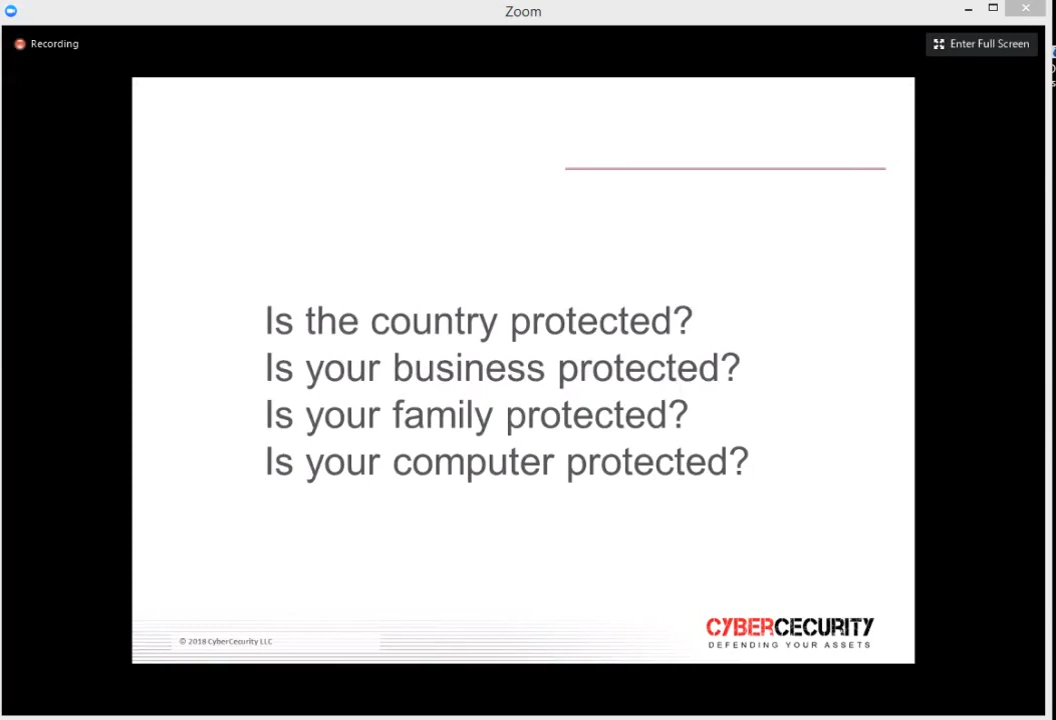 Zoom
Recording
Enter Full Screen
Is the country protected?
Is your business protected?
Is your family protected?
Is your computer protected?
© 2018 CyberCecurity LLC
CYBERCECURITY
DEFENDING YOUR ASSETS